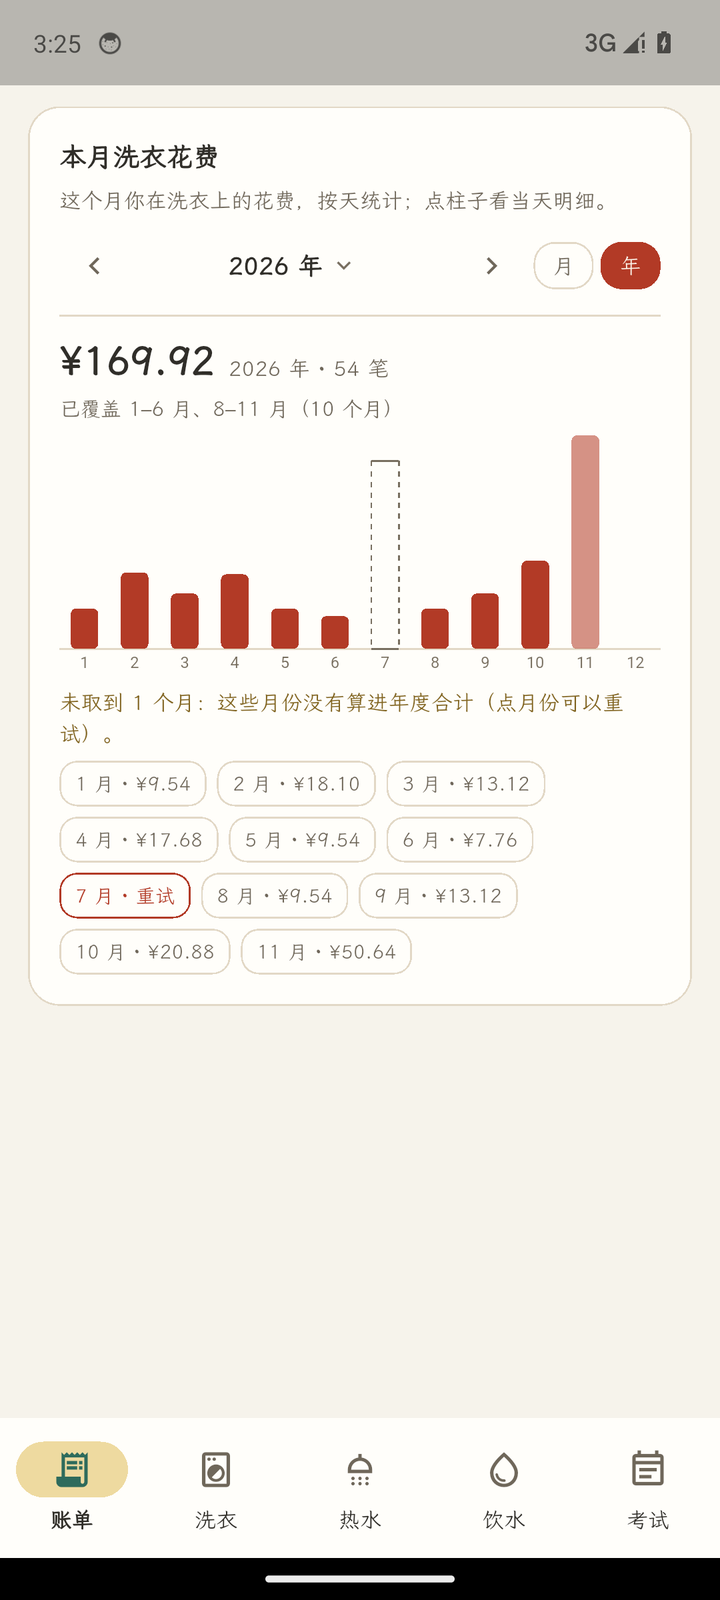 3:25 3G
本月洗衣花费
这个月你在洗衣上的花费，按天统计；点柱子看当天明细。
2026 年 月 年
¥169.92 2026 年 · 54 笔
已覆盖 1–6 月、8–11 月（10 个月）
1 2 3 4 5 6 7 8 9 10 11 12
未取到 1 个月：这些月份没有算进年度合计（点月份可以重
试）。
1 月 · ¥9.54 2 月 · ¥18.10 3 月 · ¥13.12
4 月 · ¥17.68 5 月 · ¥9.54 6 月 · ¥7.76
7 月 · 重试 8 月 · ¥9.54 9 月 · ¥13.12
10 月 · ¥20.88 11 月 · ¥50.64
账单 洗衣 热水 饮水 考试